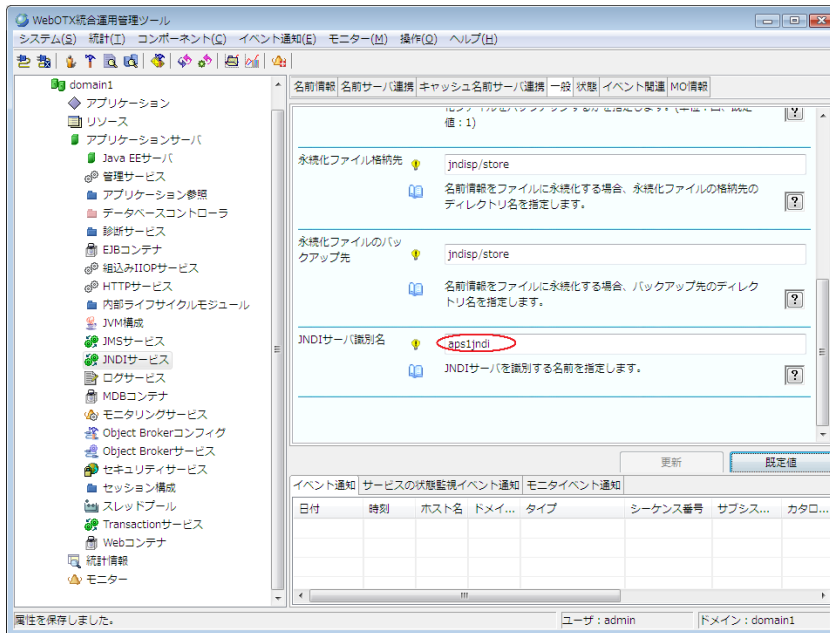 WebOTX統合運用管理ツール
システム(S) 統計(T) コンポーネント(C) イベント通知(E) モニター(M) 操作(O) ヘルプ(H)
domain1
アプリケーション
リソース
アプリケーションサーバ
Java EEサーバ
管理サービス
アプリケーション参照
データベースコントローラ
診断サービス
EJBコンテナ
組込みIIOPサービス
HTTPサービス
内部ライフサイクルモジュール
JVM構成
JMSサービス
JNDIサービス
ログサービス
MDBコンテナ
モニタリングサービス
Object Brokerコンフィグ
Object Brokerサービス
セキュリティサービス
セッション構成
スレッドプール
Transactionサービス
Webコンテナ
統計情報
モニター
名前情報 名前サーバ連携 キャッシュ名前サーバ連携 一般 状態 イベント関連 MO情報
値：1)
永続化ファイル格納先 jndisp/store
名前情報をファイルに永続化する場合、永続化ファイルの格納先の
ディレクトリ名を指定します。
永続化ファイルのバッ
クアップ先 jndisp/store
名前情報をファイルに永続化する場合、バックアップ先のディレク
トリ名を指定します。
JNDIサーバ識別名 aps1jndi
JNDIサーバを識別する名前を指定します。
更新 既定値
イベント通知 サービスの状態監視イベント通知 モニタイベント通知
日付 時刻 ホスト名 ドメイ... タイプ シーケンス番号 サブシス... カタロ...
属性を保存しました。 ユーザ : admin ドメイン : domain1